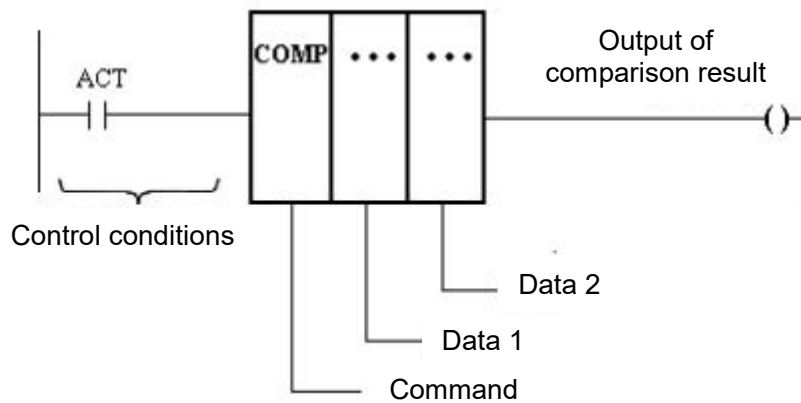 Output of
comparison result
COMP ••• •••
ACT
Control conditions
Data 2
Data 1
Command